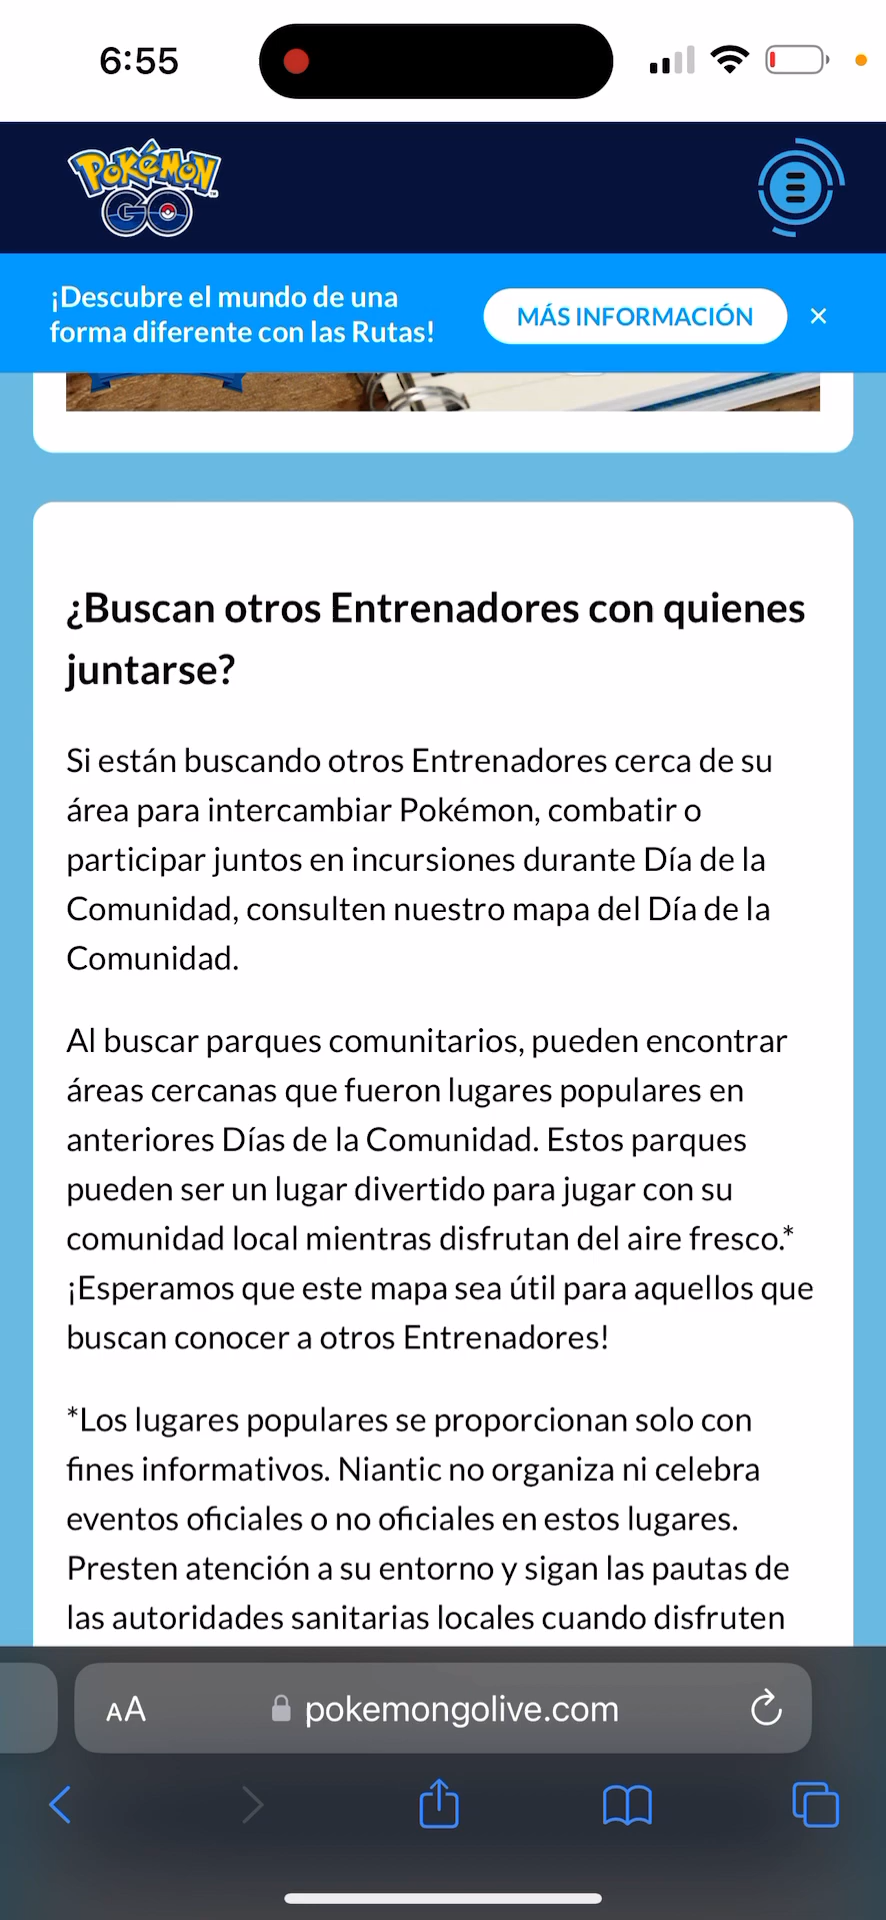 6:55
POKéMON
GO
¡Descubre el mundo de una
forma diferente con las Rutas!
MÁS INFORMACIÓN
¿Buscan otros Entrenadores con quienes
juntarse?
Si están buscando otros Entrenadores cerca de su
área para intercambiar Pokémon, combatir o
participar juntos en incursiones durante Día de la
Comunidad, consulten nuestro mapa del Día de la
Comunidad.
Al buscar parques comunitarios, pueden encontrar
áreas cercanas que fueron lugares populares en
anteriores Días de la Comunidad. Estos parques
pueden ser un lugar divertido para jugar con su
comunidad local mientras disfrutan del aire fresco.*
¡Esperamos que este mapa sea útil para aquellos que
buscan conocer a otros Entrenadores!
*Los lugares populares se proporcionan solo con
fines informativos. Niantic no organiza ni celebra
eventos oficiales o no oficiales en estos lugares.
Presten atención a su entorno y sigan las pautas de
las autoridades sanitarias locales cuando disfruten
AA pokemongolive.com